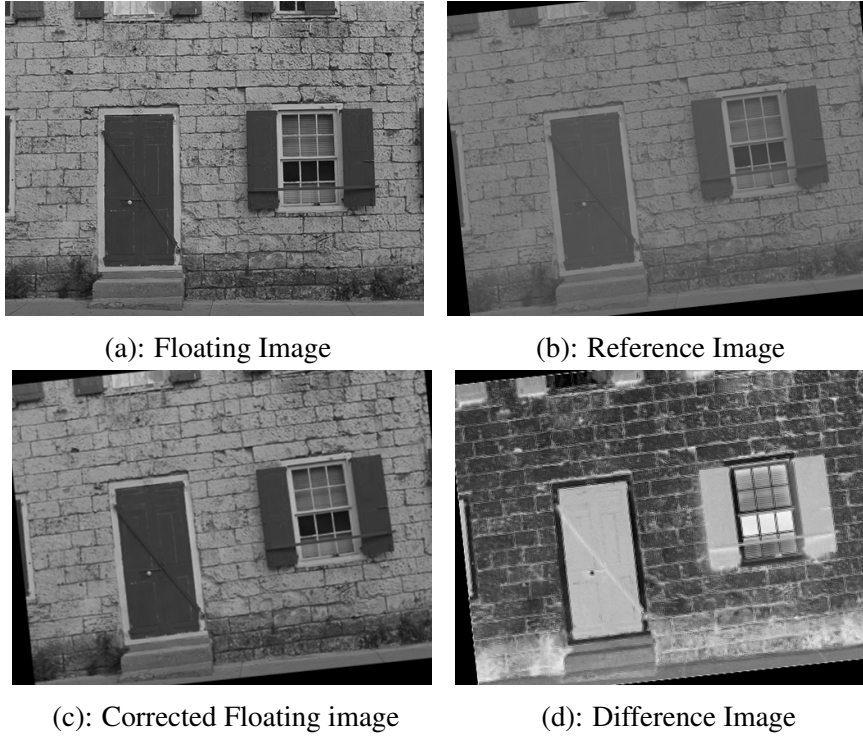 (a): Floating Image
(b): Reference Image
(c): Corrected Floating image
(d): Difference Image